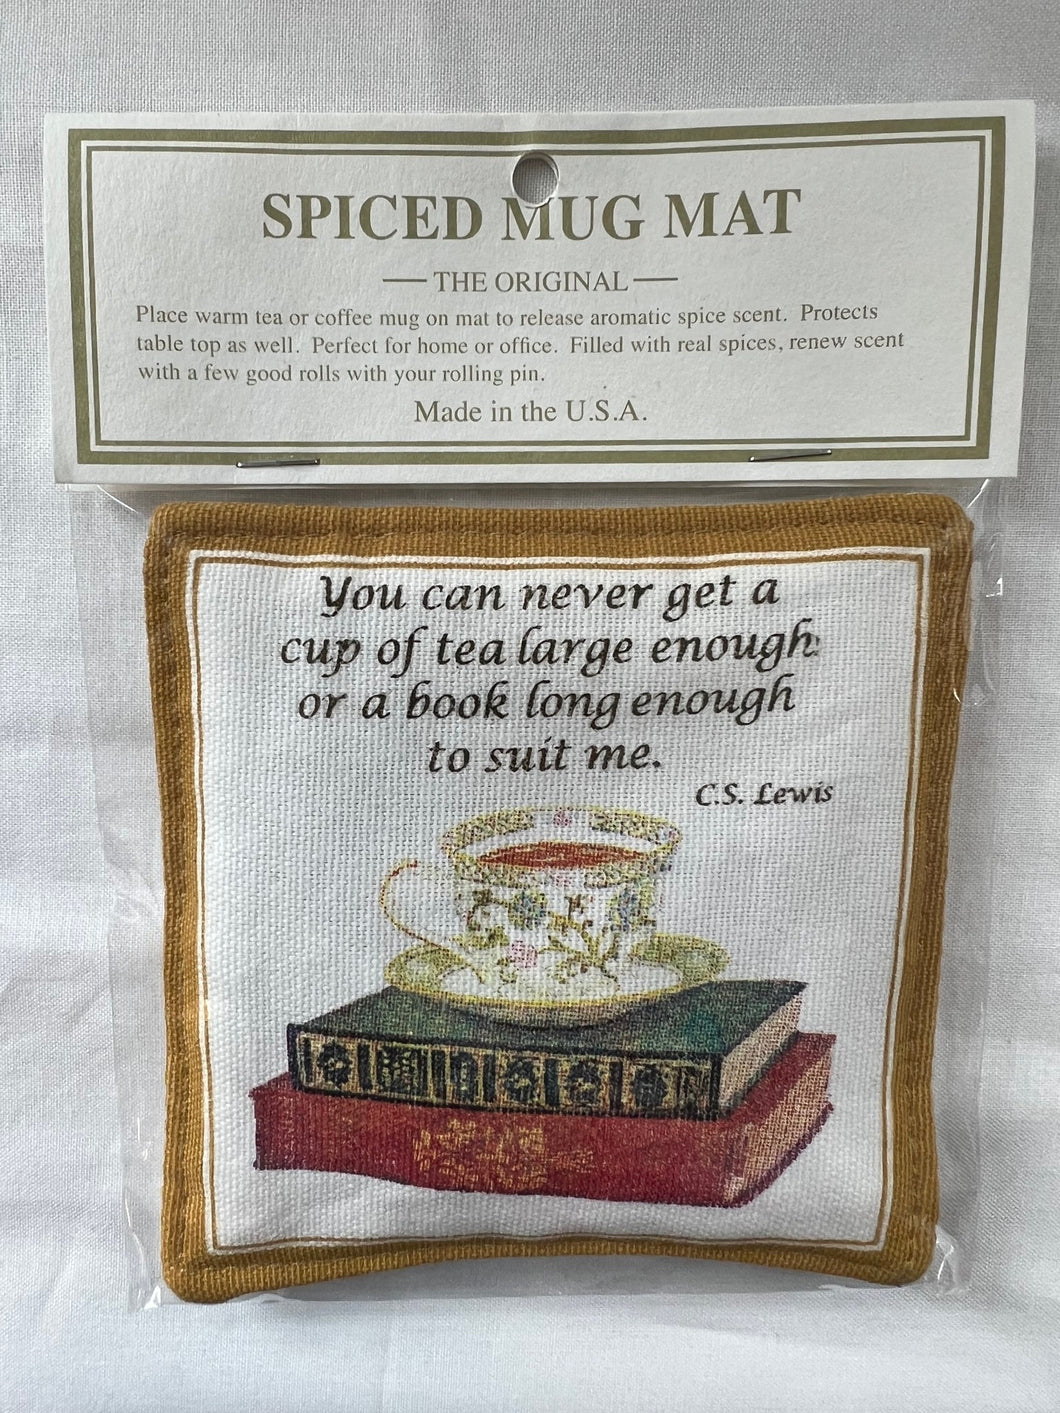 SPICED MUG MAT
THE ORIGINAL
Place warm tea or coffee mug on mat to release aromatic spice scent. Protects
table top as well. Perfect for home or office. Filled with real spices, renew scent
with a few good rolls with your rolling pin.
Made in the U.S.A.
You can never get a
cup of tea large enough
or a book long enough
to suit me.
C.S. Lewis